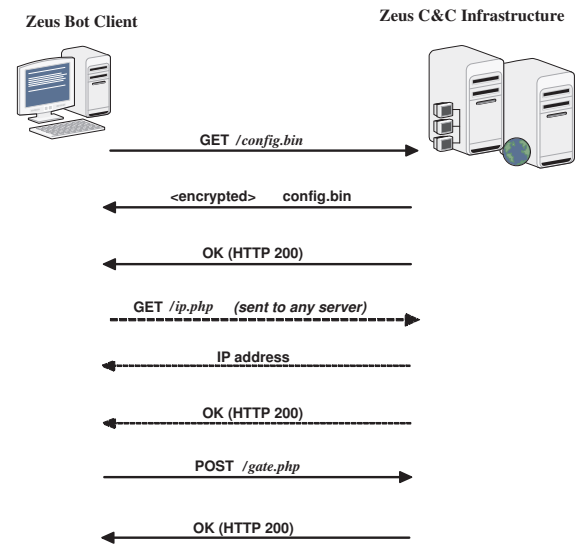 Zeus Bot Client
Zeus C&C Infrastructure
GET /config.bin
<encrypted> config.bin
OK (HTTP 200)
GET /ip.php (sent to any server)
IP address
OK (HTTP 200)
POST /gate.php
OK (HTTP 200)